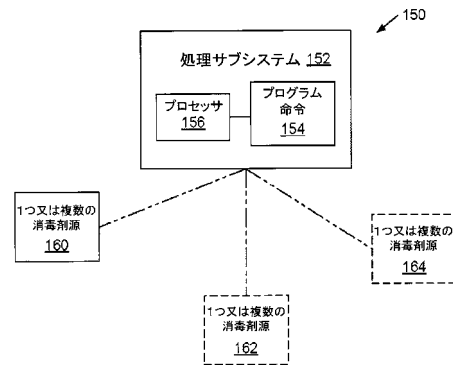 150
処理サブシステム 152
プロセッサ
156
プログラム
命令
154
1つ又は複数の
消毒剤源
160
1つ又は複数の
消毒剤源
164
1つ又は複数の
消毒剤源
162